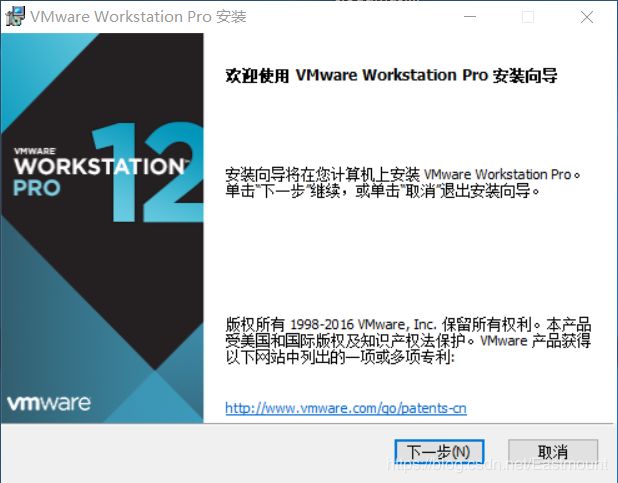 VMware Workstation Pro 安装
欢迎使用 VMware Workstation Pro 安装向导
VMWARE
WORKSTATION™
PRO 12
安装向导将在您计算机上安装 VMware Workstation Pro。
单击“下一步”继续，或单击“取消”退出安装向导。
版权所有 1998-2016 VMware, Inc. 保留所有权利。本产品
受美国和国际版权及知识产权法保护。VMware 产品获得
以下网站中列出的一项或多项专利:
http://www.vmware.com/go/patents-cn
vmware
下一步(N)
取消
https://blog.csdn.net/Eastmount